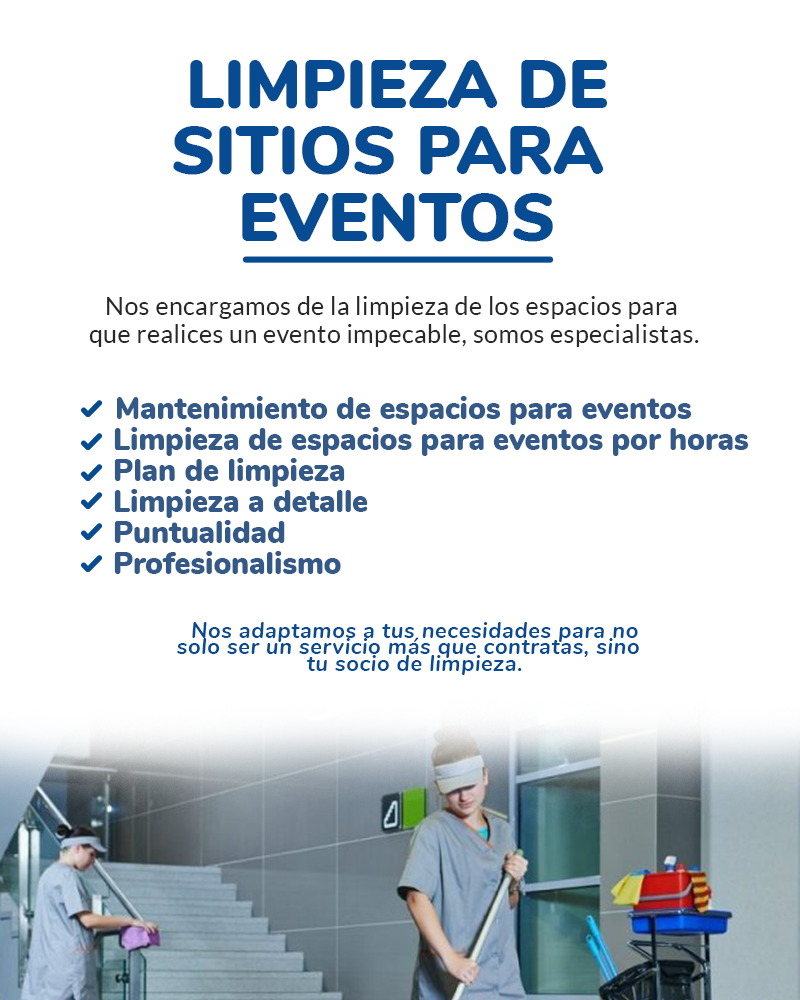 LIMPIEZA DE
SITIOS PARA
EVENTOS
Nos encargamos de la limpieza de los espacios para
que realices un evento impecable, somos especialistas.
Mantenimiento de espacios para eventos
Limpieza de espacios para eventos por horas
Plan de limpieza
Limpieza a detalle
Puntualidad
Profesionalismo
Nos adaptamos a tus necesidades para no
solo ser un servicio más que contratas, sino
tu socio de limpieza.